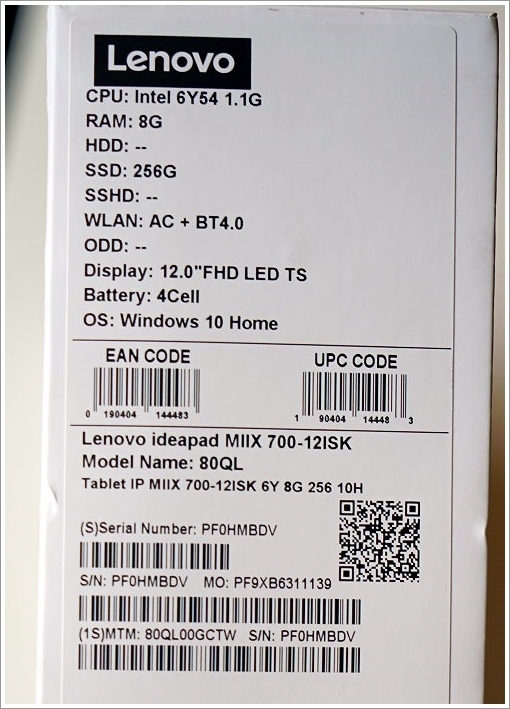 Lenovo
CPU: Intel 6Y54 1.1G
RAM: 8G
HDD: --
SSD: 256G
SSHD: --
WLAN: AC + BT4.0
ODD: --
Display: 12.0"FHD LED TS
Battery: 4Cell
OS: Windows 10 Home
EAN CODE UPC CODE
0 190404 144483 1 90404 14448 3
Lenovo ideapad MIIX 700-12ISK
Model Name: 80QL
Tablet IP MIIX 700-12ISK 6Y 8G 256 10H
(S)Serial Number: PF0HMBDV
S/N: PF0HMBDV MO: PF9XB6311139
(1S)MTM: 80QL00GCTW S/N: PF0HMBDV